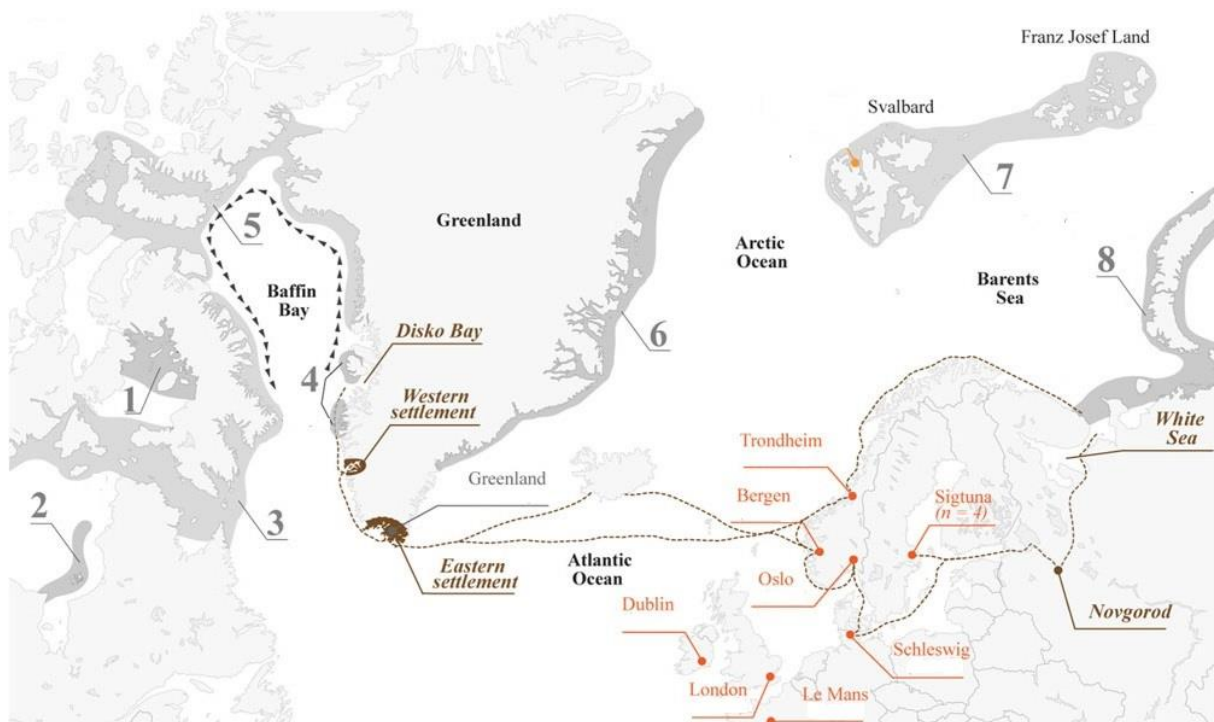 Franz Josef Land
Svalbard
7
5
Greenland
Arctic
Ocean
Barents
Sea
8
Baffin
Bay
6
Disko Bay
4
1
Western
settlement
White
Sea
Trondheim
Greenland
Bergen
Sigtuna
(n = 4)
2
3
Eastern
settlement
Atlantic
Ocean
Oslo
Dublin
Novgorod
Schleswig
London
Le Mans